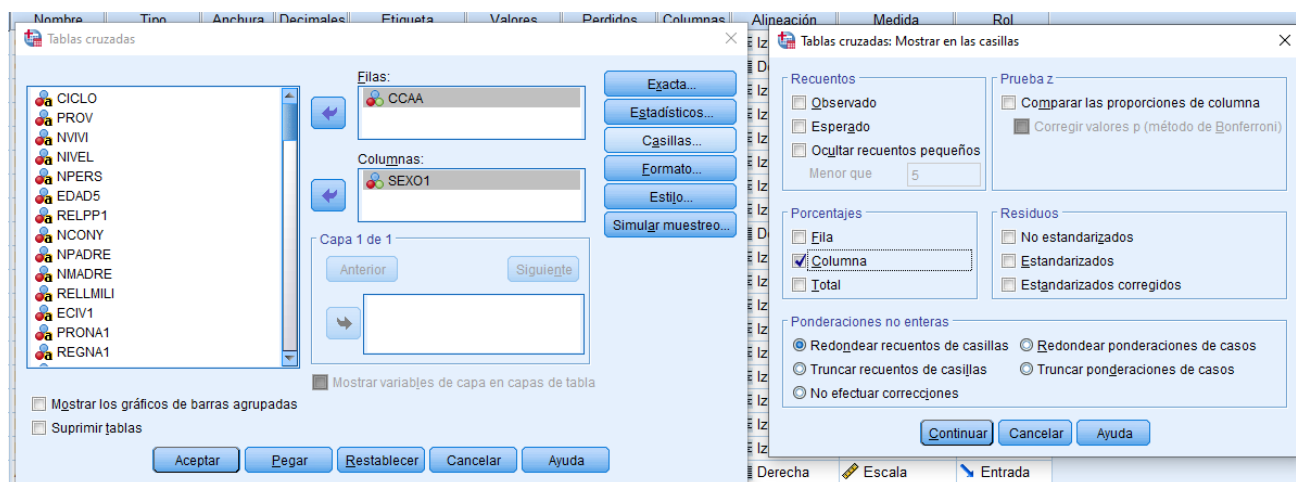 Nombre Tipo Anchura Decimales Etiqueta Valores Perdidos Columnas Alineación Medida Rol
Tablas cruzadas
CICLO
PROV
NVIVI
NIVEL
NPERS
EDAD5
RELPP1
NCONY
NPADRE
NMADRE
RELLMILI
ECIV1
PRONA1
REGNA1
Filas:
CCAA
Columnas:
SEXO1
Capa 1 de 1
Anterior
Siguiente
Mostrar variables de capa en capas de tabla
Exacta...
Estadísticos...
Casillas...
Formato...
Estilo...
Simular muestreo...
Mostrar los gráficos de barras agrupadas
Suprimir tablas
Aceptar Pegar Restablecer Cancelar Ayuda
Tablas cruzadas: Mostrar en las casillas
Recuentos
Observado
Esperado
Ocultar recuentos pequeños
Menor que 5
Prueba z
Comparar las proporciones de columna
Corregir valores p (método de Bonferroni)
Porcentajes
Fila
Columna
Total
Residuos
No estandarizados
Estandarizados
Estandarizados corregidos
Ponderaciones no enteras
Redondear recuentos de casillas Redondear ponderaciones de casos
Truncar recuentos de casillas Truncar ponderaciones de casos
No efectuar correcciones
Continuar Cancelar Ayuda
Derecha Escala Entrada